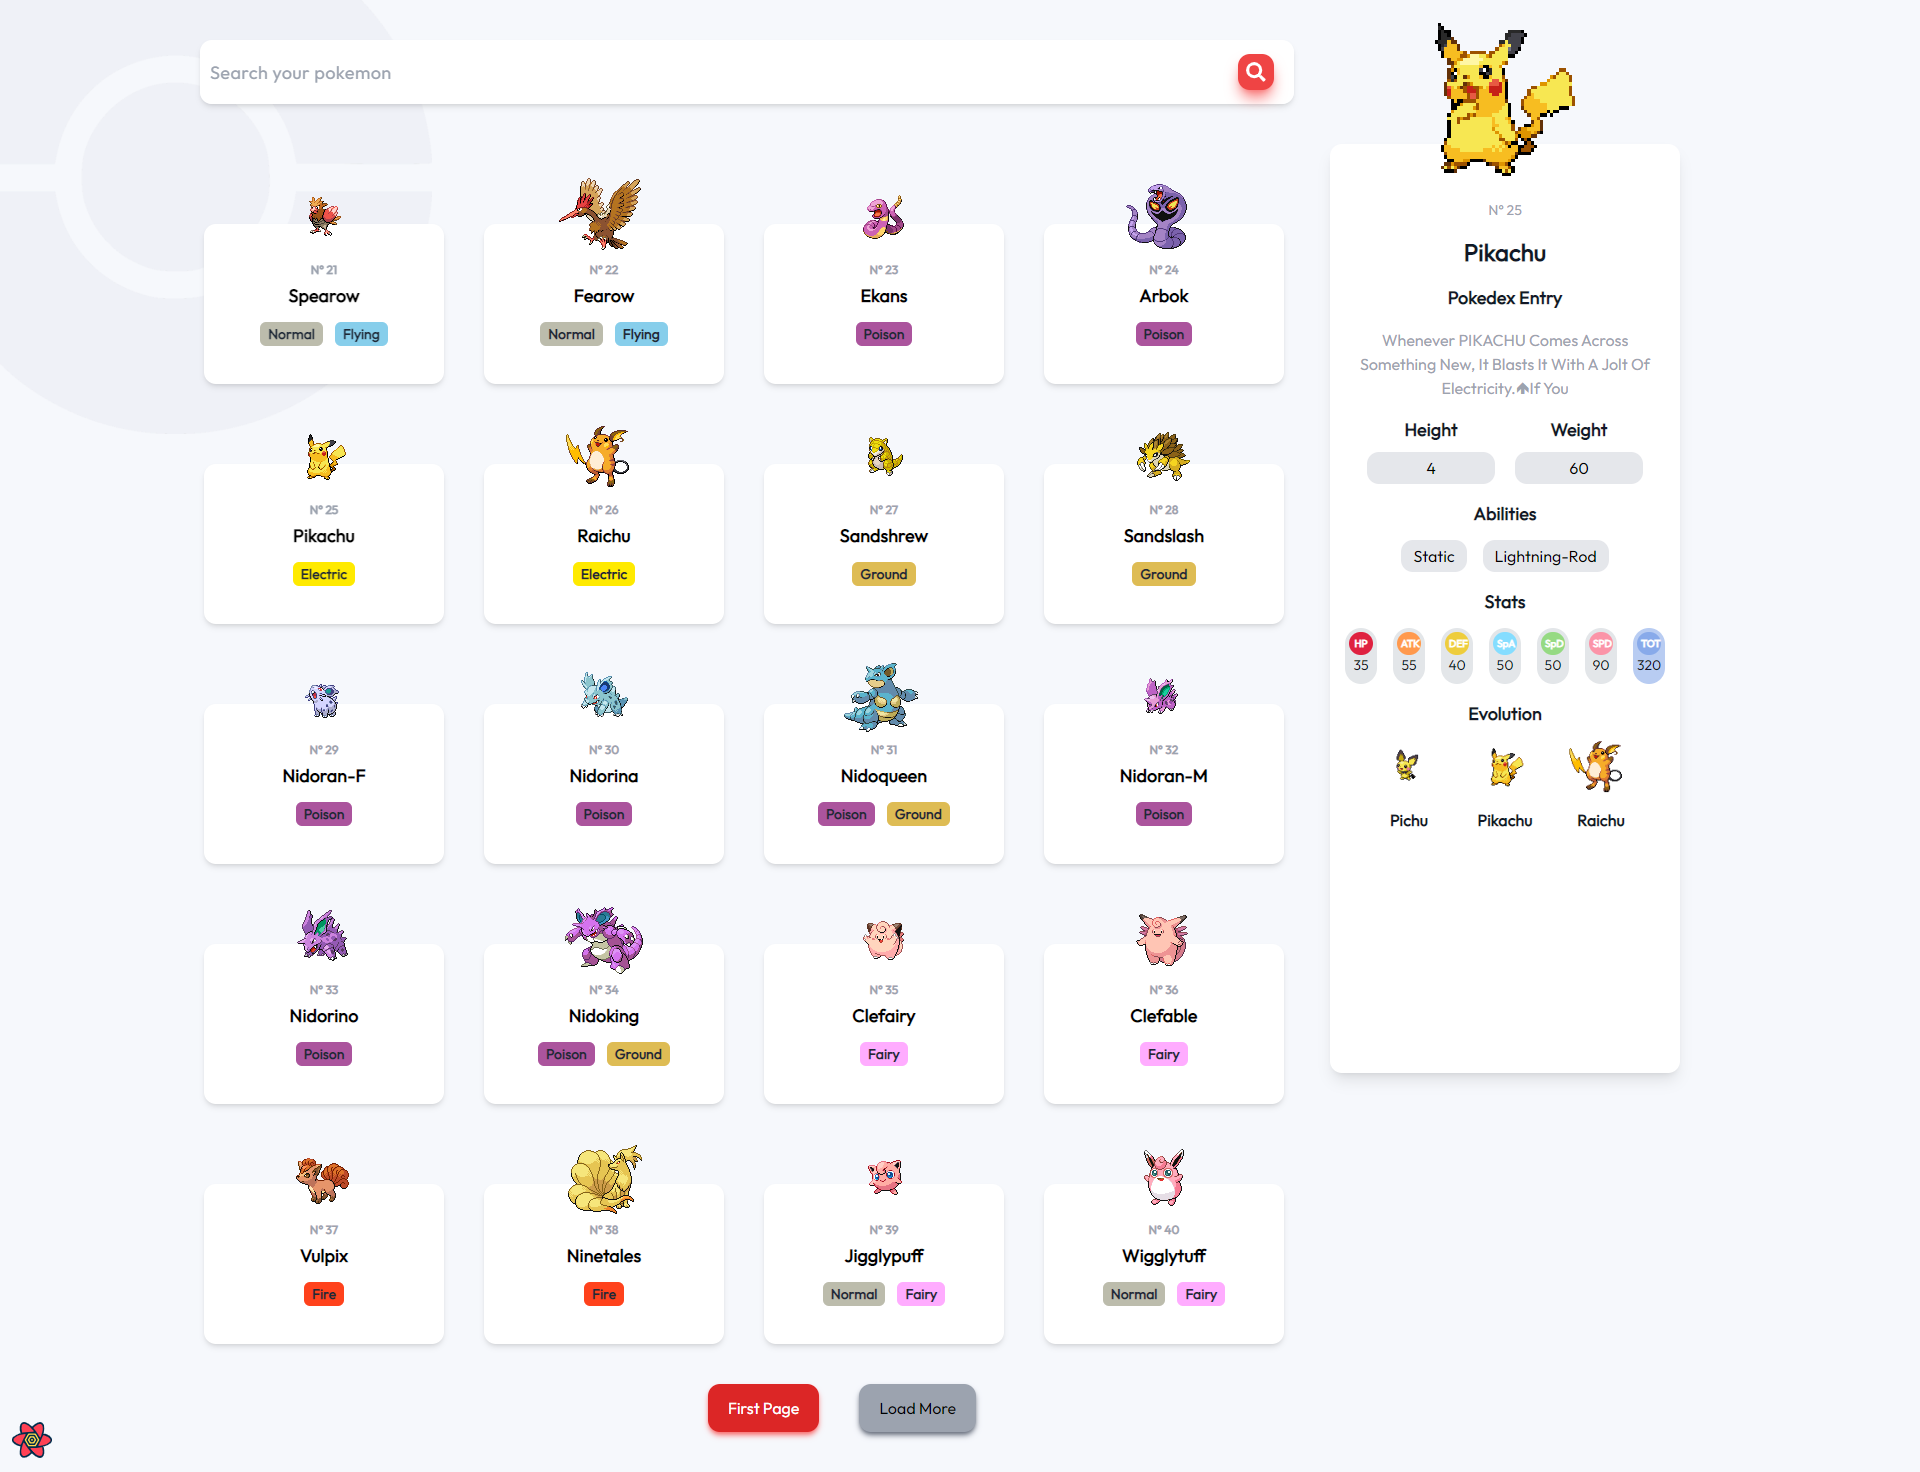 Search your pokemon
N° 21
Spearow
Normal Flying
N° 22
Fearow
Normal Flying
N° 23
Ekans
Poison
N° 24
Arbok
Poison
N° 25
Pikachu
Electric
N° 26
Raichu
Electric
N° 27
Sandshrew
Ground
N° 28
Sandslash
Ground
N° 29
Nidoran-F
Poison
N° 30
Nidorina
Poison
N° 31
Nidoqueen
Poison Ground
N° 32
Nidoran-M
Poison
N° 33
Nidorino
Poison
N° 34
Nidoking
Poison Ground
N° 35
Clefairy
Fairy
N° 36
Clefable
Fairy
N° 37
Vulpix
Fire
N° 38
Ninetales
Fire
N° 39
Jigglypuff
Normal Fairy
N° 40
Wigglytuff
Normal Fairy
First Page
Load More
N° 25
Pikachu
Pokedex Entry
Whenever PIKACHU Comes Across
Something New, It Blasts It With A Jolt Of
Electricity.↑If You
Height Weight
4 60
Abilities
Static Lightning-Rod
Stats
HP ATK DEF SpA SpD SPD TOT
35 55 40 50 50 90 320
Evolution
Pichu Pikachu Raichu